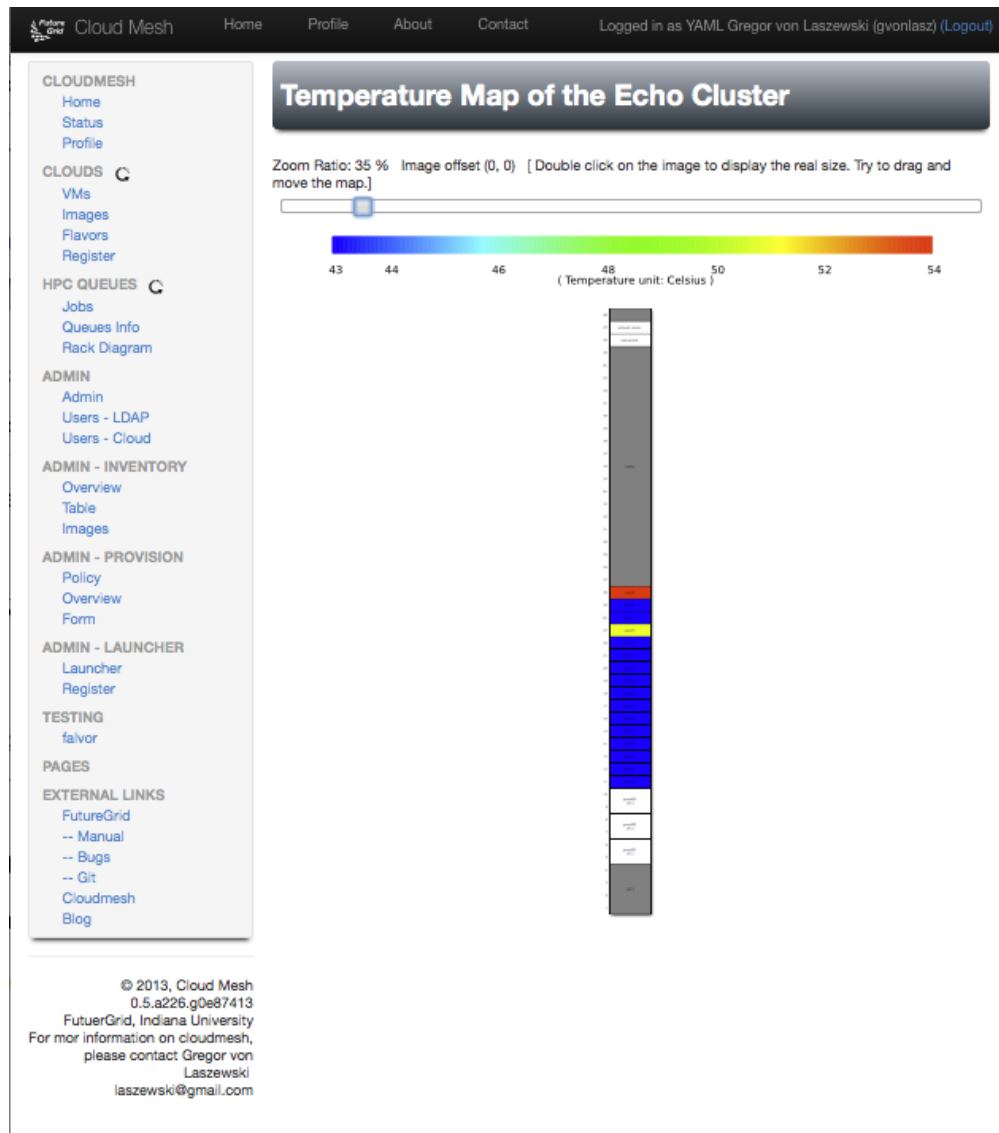 Future Grid Cloud Mesh Home Profile About Contact Logged in as YAML Gregor von Laszewski (gvonlasz) (Logout)
CLOUDMESH
Home
Status
Profile
CLOUDS
VMs
Images
Flavors
Register
HPC QUEUES
Jobs
Queues Info
Rack Diagram
ADMIN
Admin
Users - LDAP
Users - Cloud
ADMIN - INVENTORY
Overview
Table
Images
ADMIN - PROVISION
Policy
Overview
Form
ADMIN - LAUNCHER
Launcher
Register
TESTING
falvor
PAGES
EXTERNAL LINKS
FutureGrid
-- Manual
-- Bugs
-- Git
Cloudmesh
Blog
© 2013, Cloud Mesh
0.5.a226.g0e87413
FutuerGrid, Indiana University
For mor information on cloudmesh,
please contact Gregor von
Laszewski
laszewski@gmail.com
Temperature Map of the Echo Cluster
Zoom Ratio: 35 % Image offset (0, 0) [ Double click on the image to display the real size. Try to drag and
move the map.]
43 44 46 48 50 52 54
( Temperature unit: Celsius )